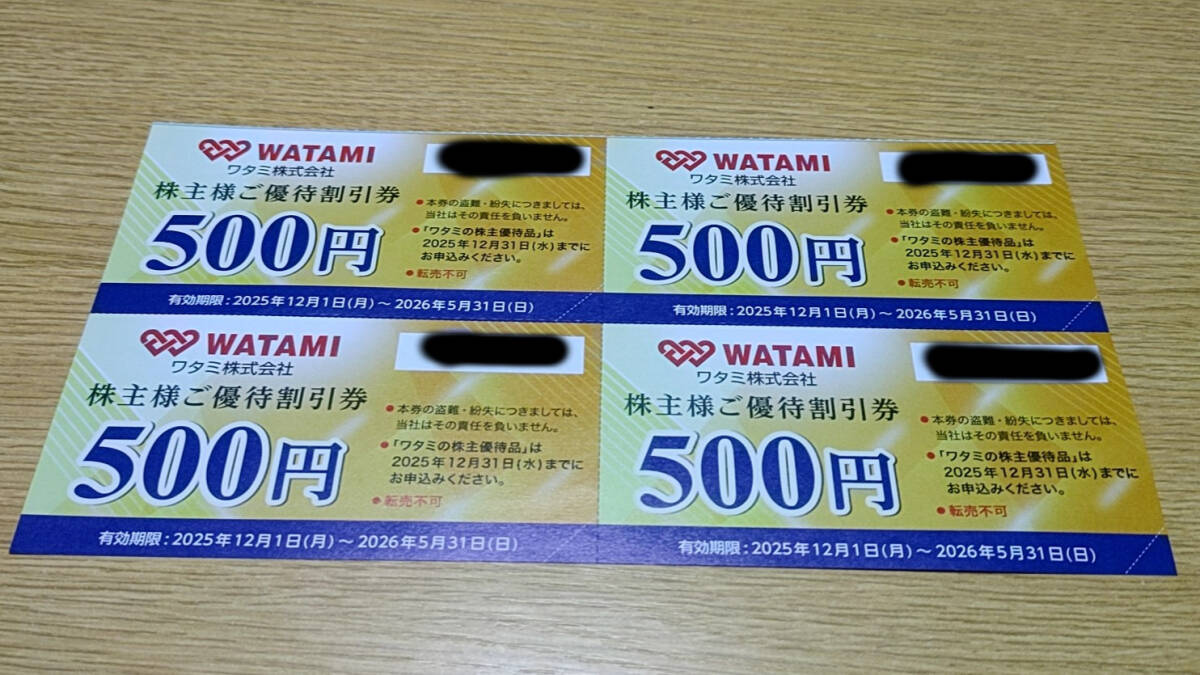 WATAMI
ワタミ株式会社
株主様ご優待割引券
500円
●本券の盗難・紛失につきましては、
当社はその責任を負いません。
●「ワタミの株主優待品」は
2025年12月31日(水)までに
お申込みください。
●転売不可
有効期限:2025年12月1日(月)～2026年5月31日(日)
WATAMI
ワタミ株式会社
株主様ご優待割引券
500円
●本券の盗難・紛失につきましては、
当社はその責任を負いません。
●「ワタミの株主優待品」は
2025年12月31日(水)までに
お申込みください。
●転売不可
有効期限:2025年12月1日(月)～2026年5月31日(日)
WATAMI
ワタミ株式会社
株主様ご優待割引券
500円
●本券の盗難・紛失につきましては、
当社はその責任を負いません。
●「ワタミの株主優待品」は
2025年12月31日(水)までに
お申込みください。
●転売不可
有効期限:2025年12月1日(月)～2026年5月31日(日)
WATAMI
ワタミ株式会社
株主様ご優待割引券
500円
●本券の盗難・紛失につきましては、
当社はその責任を負いません。
●「ワタミの株主優待品」は
2025年12月31日(水)までに
お申込みください。
●転売不可
有効期限:2025年12月1日(月)～2026年5月31日(日)